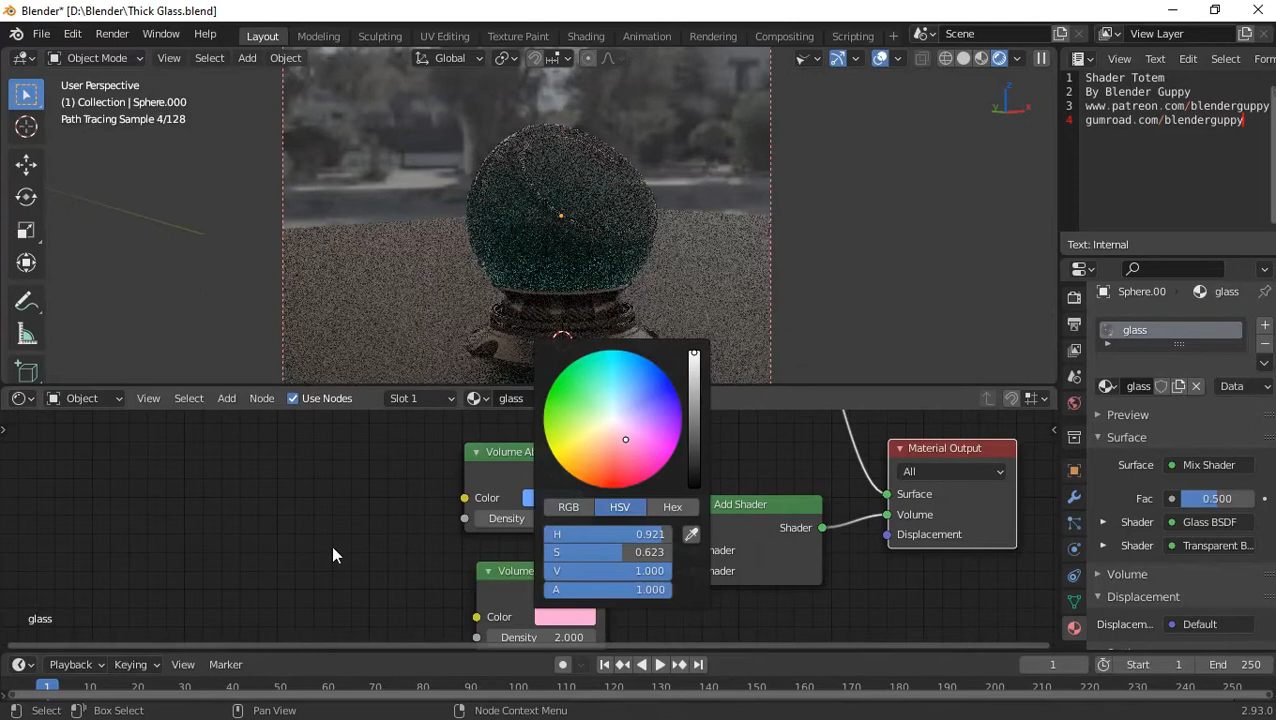 Blender* [D:\Blender\Thick Glass.blend]
File Edit Render Window Help Layout Modeling Sculpting UV Editing Texture Paint Shading Animation Rendering Compositing Scripting + Scene View Layer
Object Mode View Select Add Object Global View Text Edit Select Form
User Perspective
(1) Collection | Sphere.000
Path Tracing Sample 4/128
1 Shader Totem
2 By Blender Guppy
3 www.patreon.com/blenderguppy
4 gumroad.com/blenderguppy
Z
Y
X
Text: Internal
Sphere.00 glass
glass
glass Data
Object View Select Add Node Use Nodes Slot 1 glass
Preview
Surface
Surface Mix Shader
Fac 0.500
Shader Glass BSDF
Shader Transparent B...
Volume
Displacement
Displacem... Default
Volume Ab
Color
Density
Volume
Color
Density 2.000
RGB HSV Hex
H 0.921
S 0.623
V 1.000
A 1.000
Add Shader
Shader
hader
hader
Material Output
All
Surface
Volume
Displacement
glass
Playback Keying View Marker 1 Start 1 End 250
1 10 20 30 40 50 60 70 80 90 100 110 120 130 140 150 160 170 180 190 200 210 220 230 240 250
Select Box Select Pan View Node Context Menu 2.93.0